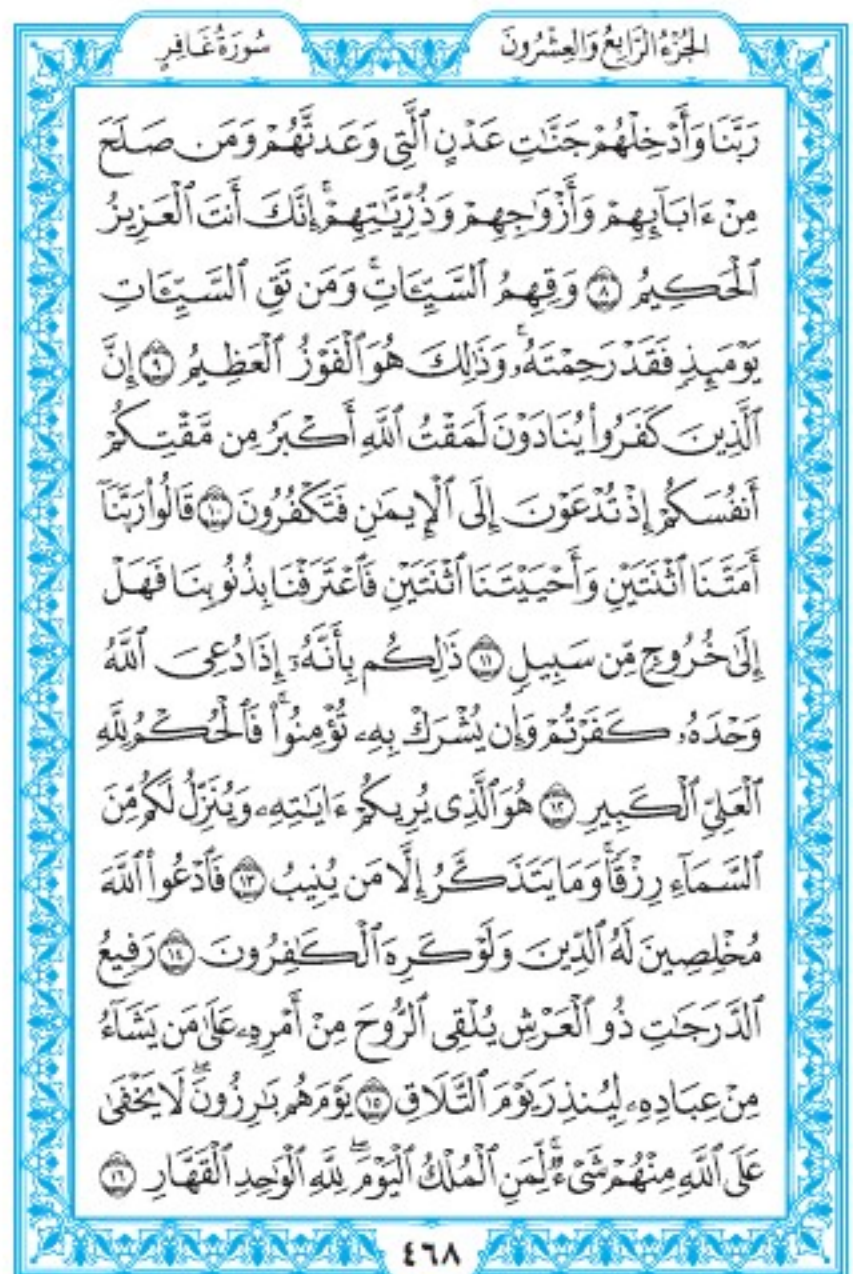 الجُزْءُ الرَّابِعُ وَالعِشْرُونَ
سُورَةُ غَافِرٍ
رَبَّنَا وَأَدْخِلْهُمْ جَنَّٰتِ عَدْنٍ ٱلَّتِى وَعَدتَّهُمْ وَمَن صَلَحَ
مِنْ ءَابَآئِهِمْ وَأَزْوَٰجِهِمْ وَذُرِّيَّٰتِهِمْۚ إِنَّكَ أَنتَ ٱلْعَزِيزُ
ٱلْحَكِيمُ ٨ وَقِهِمُ ٱلسَّيِّـَٔاتِۚ وَمَن تَقِ ٱلسَّيِّـَٔاتِ
يَوْمَئِذٍ فَقَدْ رَحِمْتَهُۥۚ وَذَٰلِكَ هُوَ ٱلْفَوْزُ ٱلْعَظِيمُ ٩ إِنَّ
ٱلَّذِينَ كَفَرُوا۟ يُنَادَوْنَ لَمَقْتُ ٱللَّهِ أَكْبَرُ مِن مَّقْتِكُمْ
أَنفُسَكُمْ إِذْ تُدْعَوْنَ إِلَى ٱلْإِيمَٰنِ فَتَكْفُرُونَ ١٠ قَالُوا۟ رَبَّنَآ
أَمَتَّنَا ٱثْنَتَيْنِ وَأَحْيَيْتَنَا ٱثْنَتَيْنِ فَٱعْتَرَفْنَا بِذُنُوبِنَا فَهَلْ
إِلَىٰ خُرُوجٍ مِّن سَبِيلٍ ١١ ذَٰلِكُم بِأَنَّهُۥٓ إِذَا دُعِىَ ٱللَّهُ
وَحْدَهُۥ كَفَرْتُمْ وَإِن يُشْرَكْ بِهِۦ تُؤْمِنُوا۟ۚ فَٱلْحُكْمُ لِلَّهِ
ٱلْعَلِىِّ ٱلْكَبِيرِ ١٢ هُوَ ٱلَّذِى يُرِيكُمْ ءَايَٰتِهِۦ وَيُنَزِّلُ لَكُم مِّنَ
ٱلسَّمَآءِ رِزْقًاۚ وَمَا يَتَذَكَّرُ إِلَّا مَن يُنِيبُ ١٣ فَٱدْعُوا۟ ٱللَّهَ
مُخْلِصِينَ لَهُ ٱلدِّينَ وَلَوْ كَرِهَ ٱلْكَٰفِرُونَ ١٤ رَفِيعُ
ٱلدَّرَجَٰتِ ذُو ٱلْعَرْشِ يُلْقِى ٱلرُّوحَ مِنْ أَمْرِهِۦ عَلَىٰ مَن يَشَآءُ
مِنْ عِبَادِهِۦ لِيُنذِرَ يَوْمَ ٱلتَّلَاقِ ١٥ يَوْمَ هُم بَٰرِزُونَۖ لَا يَخْفَىٰ
عَلَى ٱللَّهِ مِنْهُمْ شَىْءٌۚ لِّمَنِ ٱلْمُلْكُ ٱلْيَوْمَۖ لِلَّهِ ٱلْوَٰحِدِ ٱلْقَهَّارِ ١٦
٤٦٨